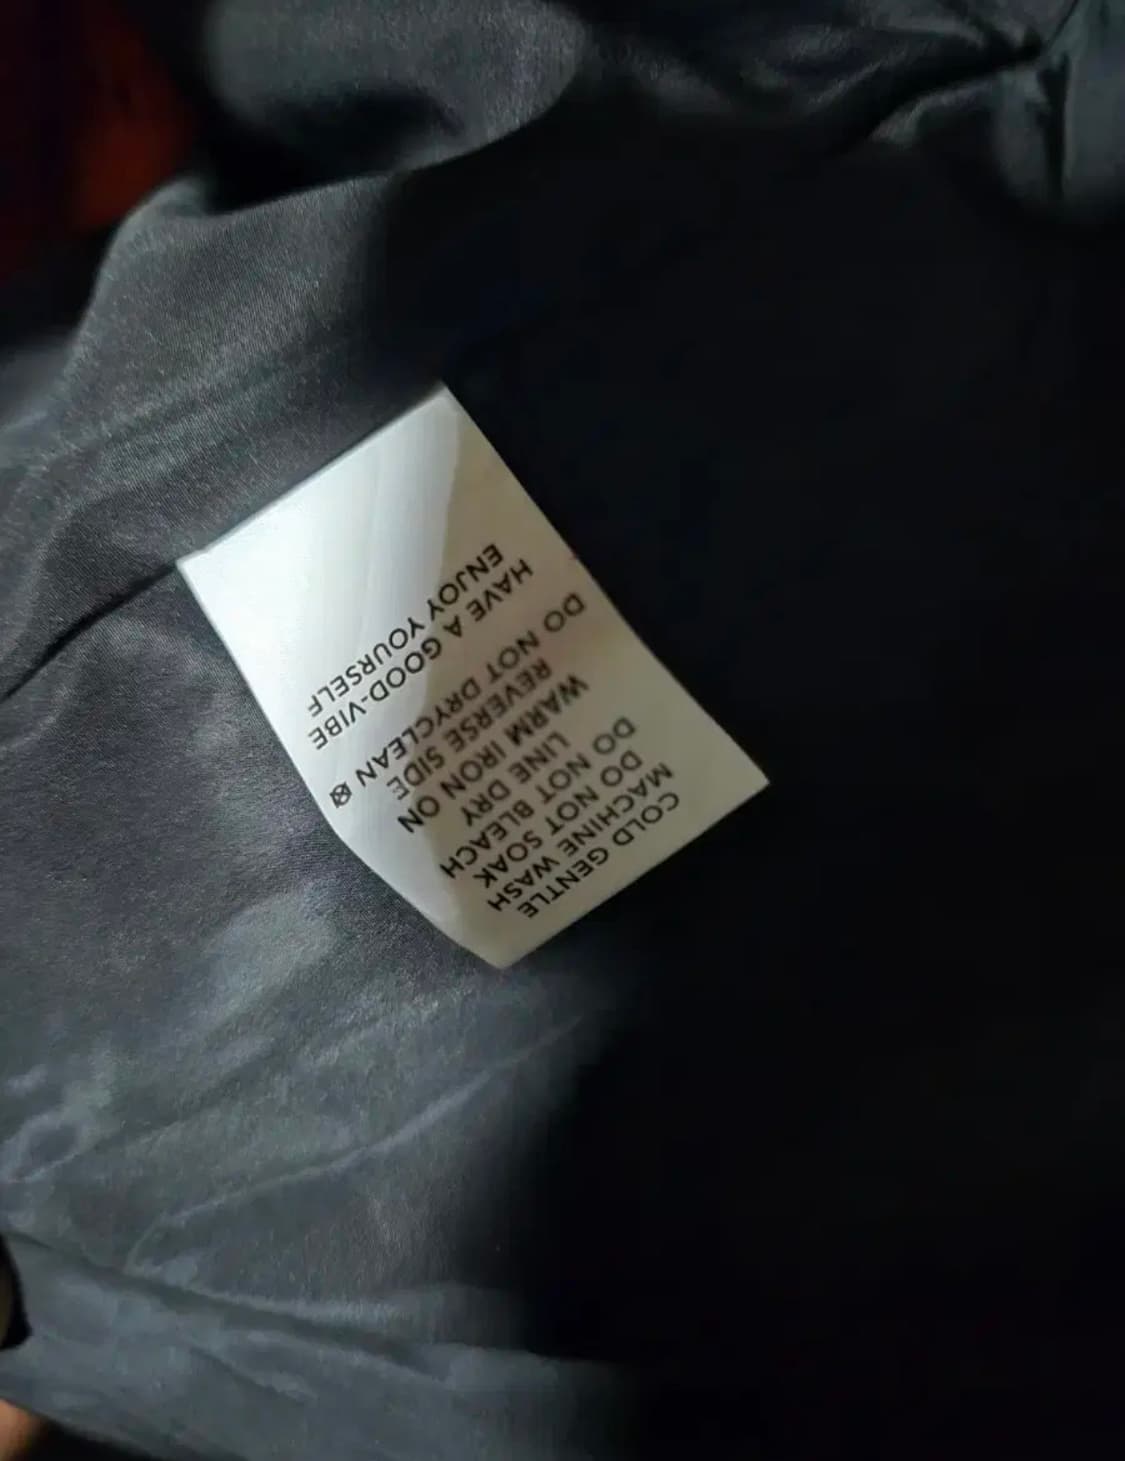 COLD GENTLE
MACHINE WASH
DO NOT SOAK
DO NOT BLEACH
LINE DRY
WARM IRON ON
REVERSE SIDE
DO NOT DRYCLEAN
HAVE A GOOD-VIBE
ENJOY YOURSELF